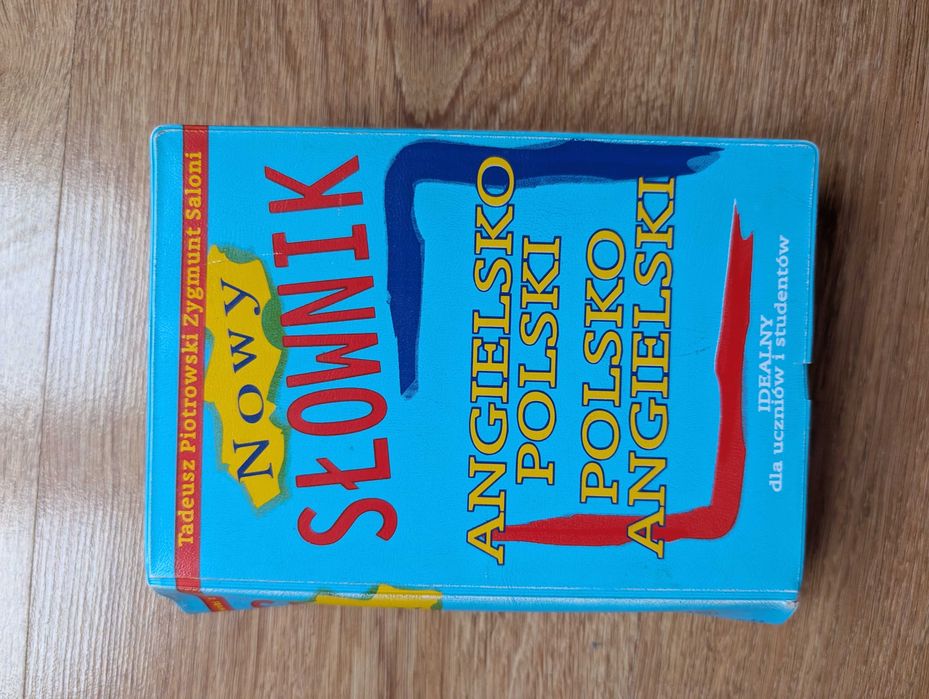 Tadeusz Piotrowski Zygmunt Saloni
Nowy
SŁOWNIK
ANGIELSKO
POLSKI
POLSKO
ANGIELSKI
IDEALNY
dla uczniów i studentów